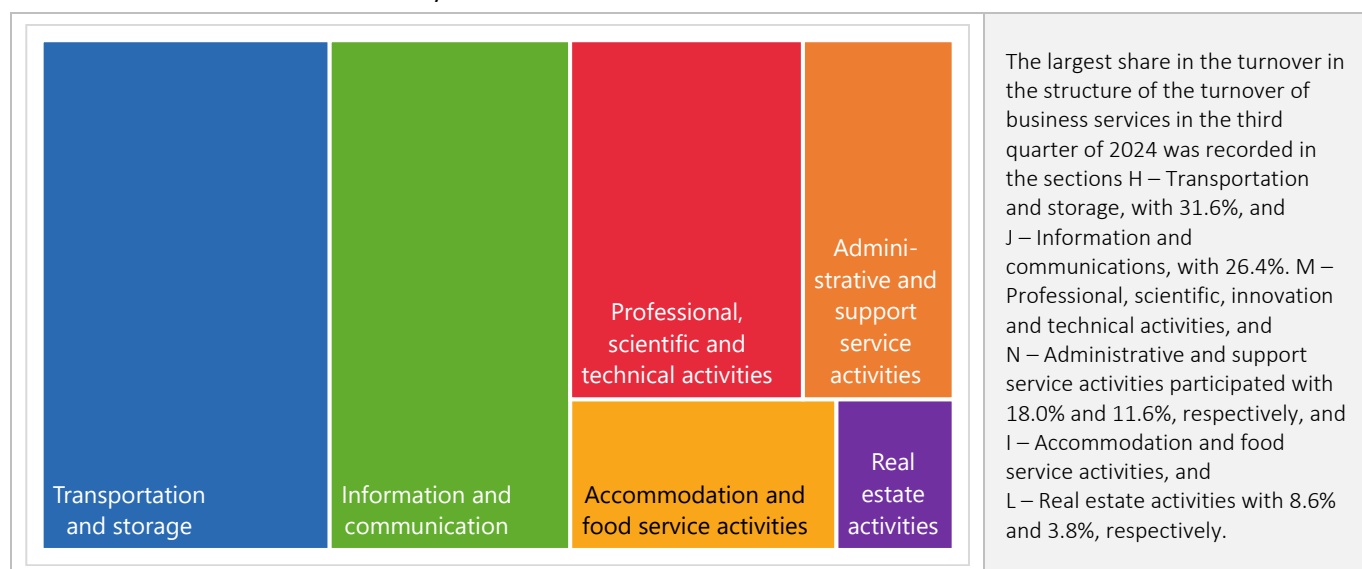 Transportation
and storage
Information and
communication
Professional,
scientific and
technical activities
Admini-
strative and
support
service
activities
Accommodation and
food service activities
Real
estate
activities
The largest share in the turnover in
the structure of the turnover of
business services in the third
quarter of 2024 was recorded in
the sections H – Transportation
and storage, with 31.6%, and
J – Information and
communications, with 26.4%. M –
Professional, scientific, innovation
and technical activities, and
N – Administrative and support
service activities participated with
18.0% and 11.6%, respectively, and
I – Accommodation and food
service activities, and
L – Real estate activities with 8.6%
and 3.8%, respectively.